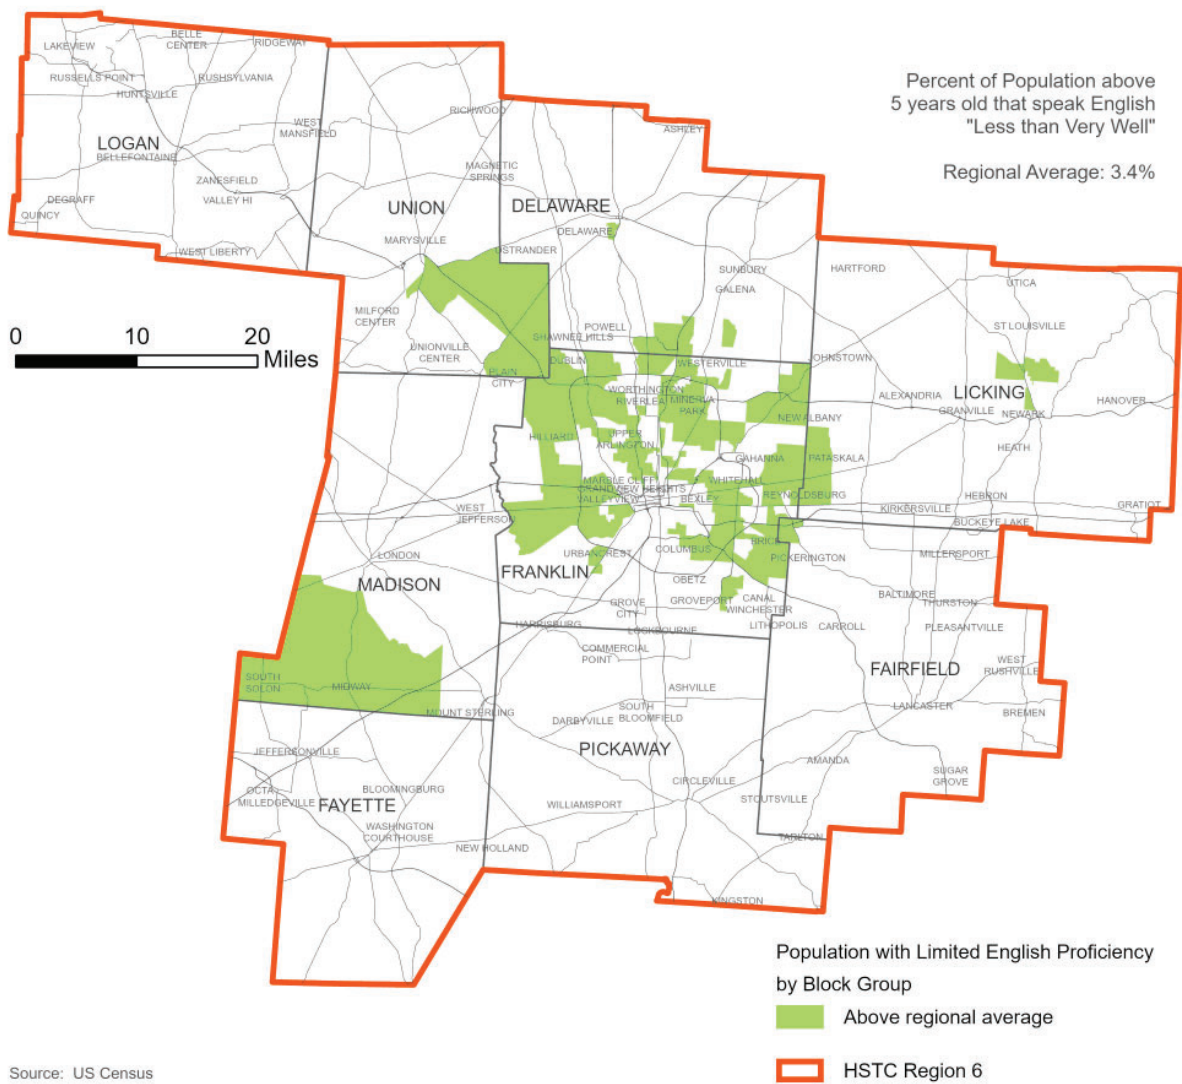 BELLE
CENTER
RIDGEWAY
LAKEVIEW
RUSSELLS POINT
RUSHSYLVANIA
HUNTSVILLE
Percent of Population above
5 years old that speak English
"Less than Very Well"
Regional Average: 3.4%
RICHWOOD
WEST
MANSFIELD
ASHLEY
LOGAN
BELLEFONTAINE
MAGNETIC
SPRINGS
ZANESFIELD
VALLEY HI
DEGRAFF
QUINCY
UNION
DELAWARE
DELAWARE
MARYSVILLE
OSTRANDER
WEST LIBERTY
SUNBURY
GALENA
HARTFORD
UTICA
ST LOUISVILLE
MILFORD
CENTER
0 10 20
Miles
POWELL
SHAWNEE HILLS
UNIONVILLE
CENTER
DUBLIN
WESTERVILLE
JOHNSTOWN
PLAIN
CITY
WORTHINGTON
RIVERLEA
MINERVA
PARK
ALEXANDRIA
LICKING
GRANVILLE
NEWARK
HANOVER
NEW ALBANY
HILLIARD
UPPER
ARLINGTON
HEATH
GAHANNA
PATASKALA
MARBLE CLIFF
GRANDVIEW HEIGHTS
VALLEYVIEW
WHITEHALL
BEXLEY
REYNOLDSBURG
HEBRON
KIRKERSVILLE
GRATIOT
BUCKEYE LAKE
WEST
JEFFERSON
BRICE
COLUMBUS
URBANCREST
PICKERINGTON
MILLERSPORT
LONDON
MADISON
FRANKLIN
OBETZ
GROVEPORT
GROVE
CITY
CANAL
WINCHESTER
BALTIMORE
THURSTON
HARRISBURG
LOCKBOURNE
LITHOPOLIS
CARROLL
PLEASANTVILLE
COMMERCIAL
POINT
WEST
RUSHVILLE
FAIRFIELD
SOUTH
SOLON
MIDWAY
ASHVILLE
MOUNT STERLING
SOUTH
BLOOMFIELD
DARBYVILLE
LANCASTER
BREMEN
JEFFERSONVILLE
PICKAWAY
AMANDA
SUGAR
GROVE
CIRCLEVILLE
OCTA
MILLEDGEVILLE
BLOOMINGBURG
FAYETTE
WILLIAMSPORT
STOUTSVILLE
WASHINGTON
COURTHOUSE
TARLTON
NEW HOLLAND
KINGSTON
Population with Limited English Proficiency
by Block Group
Above regional average
HSTC Region 6
Source: US Census